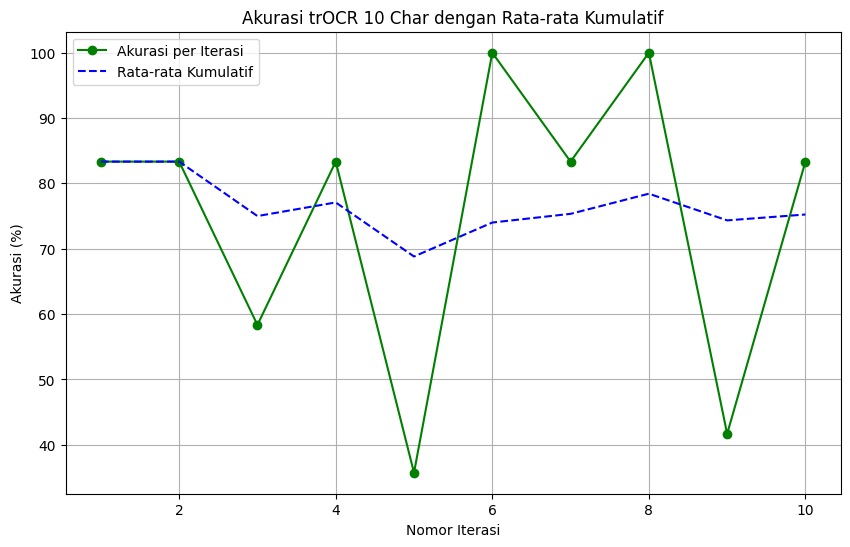 Akurasi trOCR 10 Char dengan Rata-rata Kumulatif
Akurasi per Iterasi
Rata-rata Kumulatif
Akurasi (%)
100
90
80
70
60
50
40
2 4 6 8 10
Nomor Iterasi